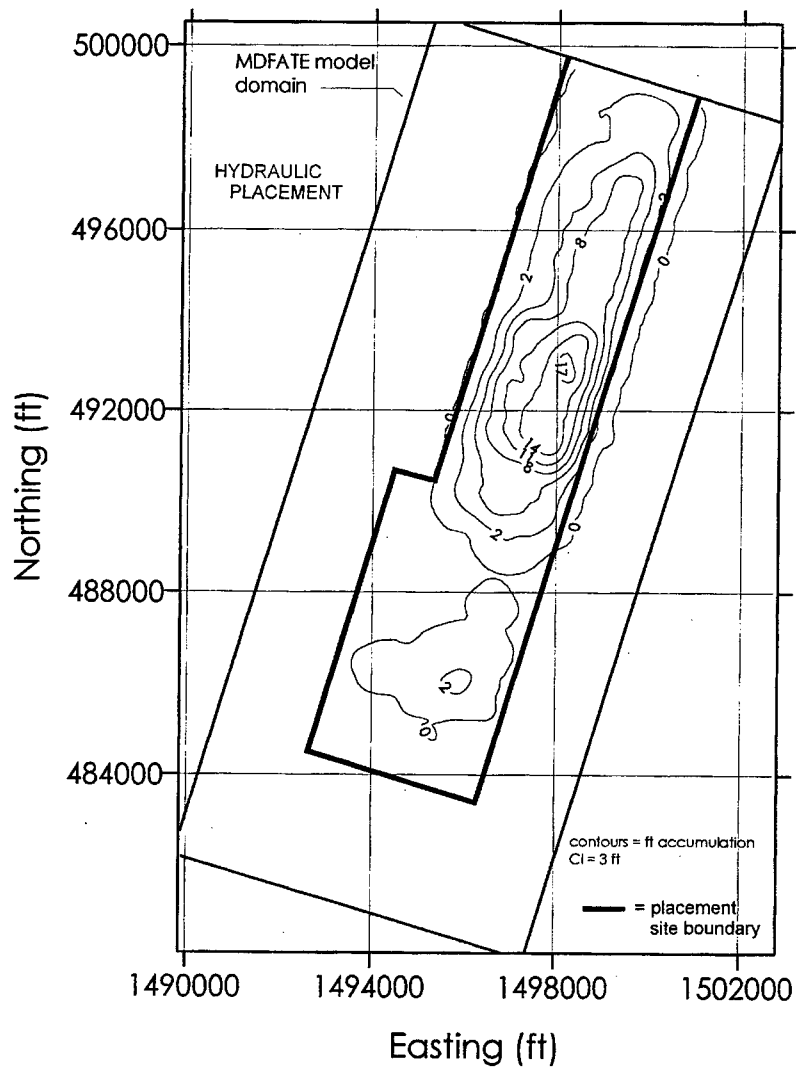 500000
MDFATE model
domain
HYDRAULIC
PLACEMENT
496000
492000
488000
484000
Northing (ft)
2
8
2
0
17
0
14
11
8
2
0
2
0
contours = ft accumulation
CI = 3 ft
= placement
site boundary
1490000
1494000
1498000
1502000
Easting (ft)